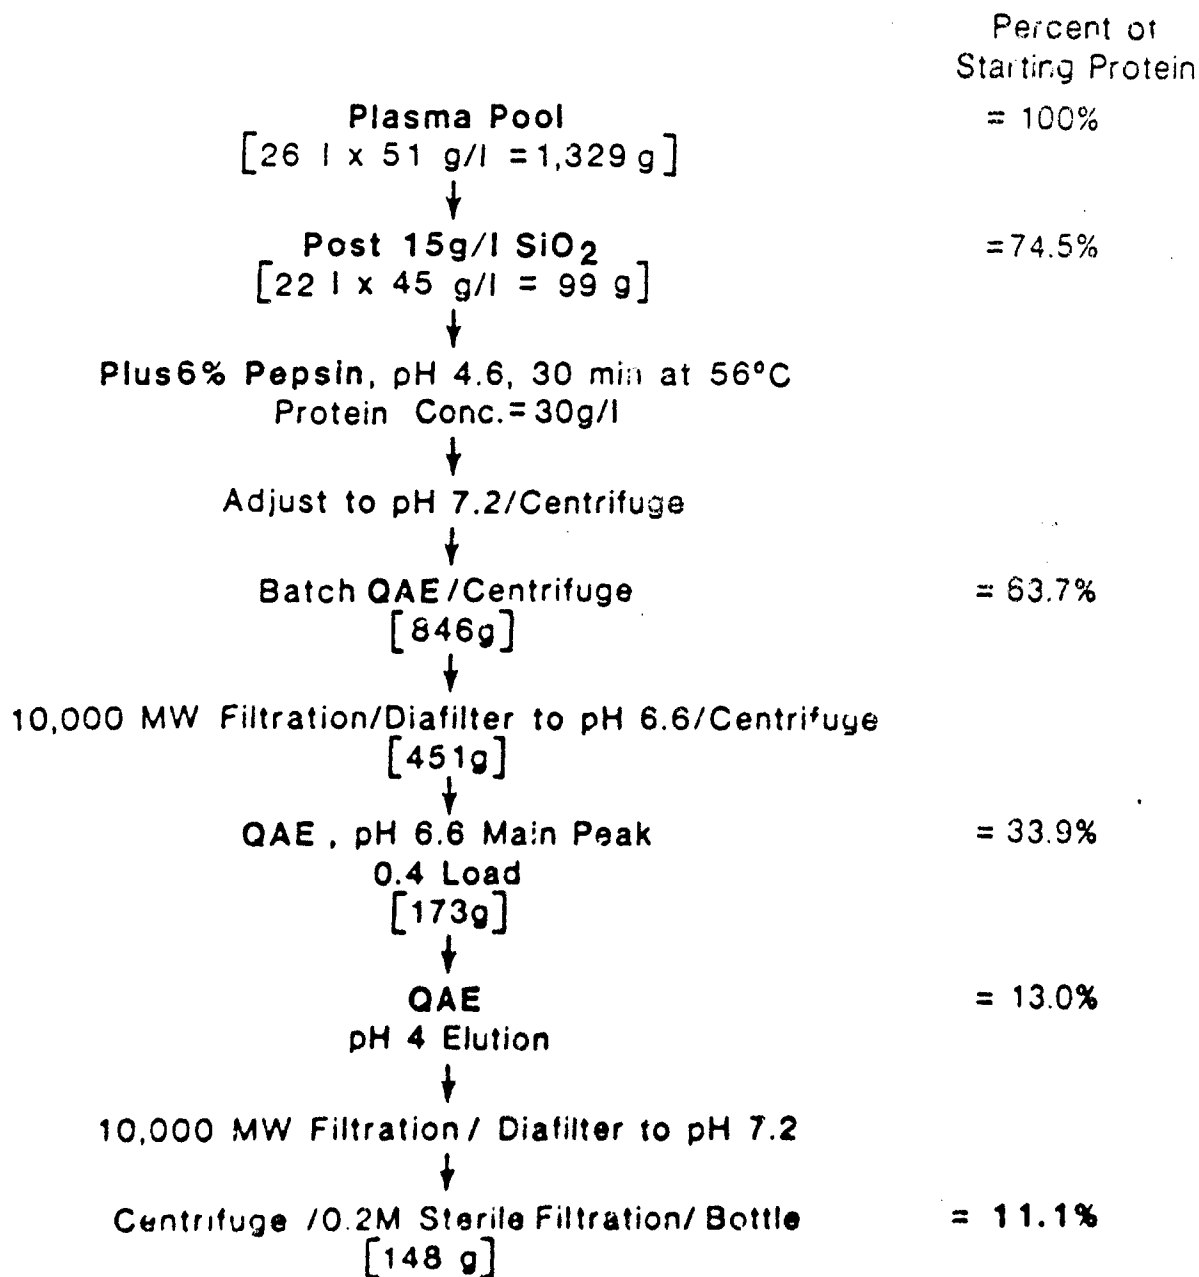 Percent of
Starting Protein
Plasma Pool = 100%
[26 l x 51 g/l = 1,329 g]
Post 15g/l SiO₂ =74.5%
[22 l x 45 g/l = 99 g]
Plus 6% Pepsin, pH 4.6, 30 min at 56°C
Protein Conc.= 30g/l
Adjust to pH 7.2/Centrifuge
Batch QAE/Centrifuge = 63.7%
[846g]
10,000 MW Filtration/Diafilter to pH 6.6/Centrifuge
[451g]
QAE , pH 6.6 Main Peak = 33.9%
0.4 Load
[173g]
QAE = 13.0%
pH 4 Elution
10,000 MW Filtration/ Diafilter to pH 7.2
Centrifuge /0.2M Sterile Filtration/ Bottle = 11.1%
[148 g]